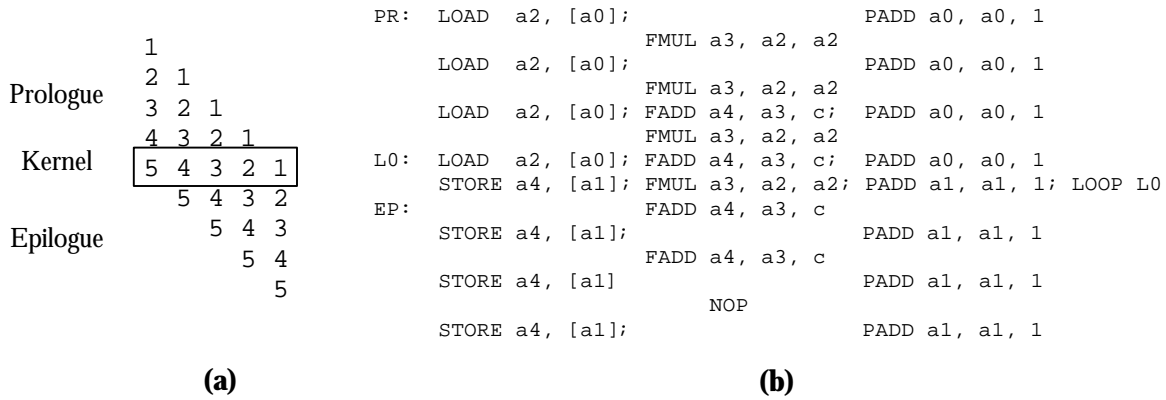 Prologue
Kernel
Epilogue
1
2 1
3 2 1
4 3 2 1
5 4 3 2 1
5 4 3 2
5 4 3
5 4
5
(a)
PR: LOAD a2, [a0]; PADD a0, a0, 1
FMUL a3, a2, a2
LOAD a2, [a0]; PADD a0, a0, 1
FMUL a3, a2, a2
LOAD a2, [a0]; FADD a4, a3, c; PADD a0, a0, 1
FMUL a3, a2, a2
L0: LOAD a2, [a0]; FADD a4, a3, c; PADD a0, a0, 1
STORE a4, [a1]; FMUL a3, a2, a2; PADD a1, a1, 1; LOOP L0
EP: FADD a4, a3, c
STORE a4, [a1]; PADD a1, a1, 1
FADD a4, a3, c
STORE a4, [a1] PADD a1, a1, 1
NOP
STORE a4, [a1]; PADD a1, a1, 1
(b)